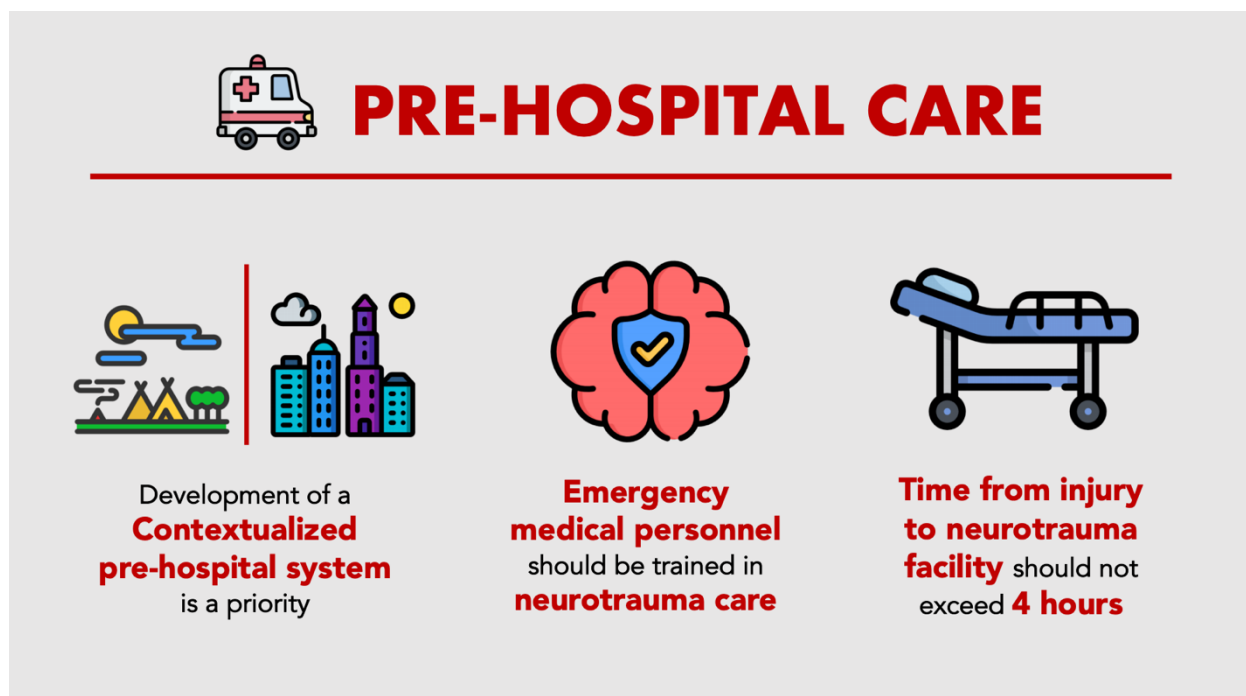 PRE-HOSPITAL CARE
Development of a
Contextualized
pre-hospital system
is a priority
Emergency
medical personnel
should be trained in
neurotrauma care
Time from injury
to neurotrauma
facility should not
exceed 4 hours